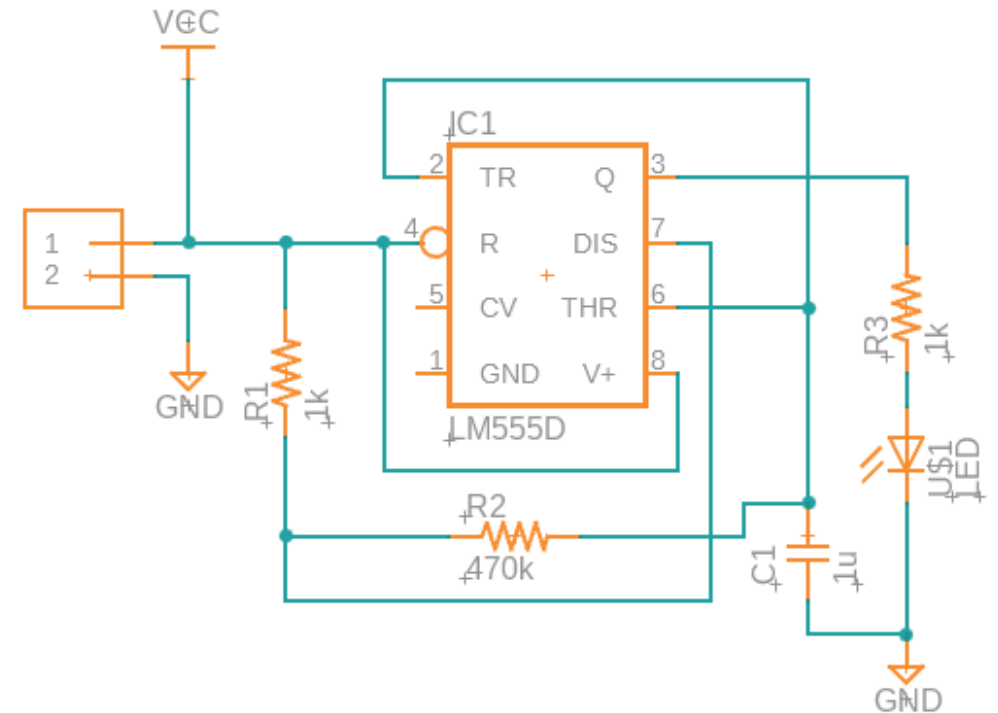 VCC
IC1
2
TR
Q
3
1
4
R
DIS
7
2
5
CV
THR
6
R3
1k
1
GND
V+
8
GND
R1
1k
LM555D
U$1
LED
R2
470k
C1
1u
GND